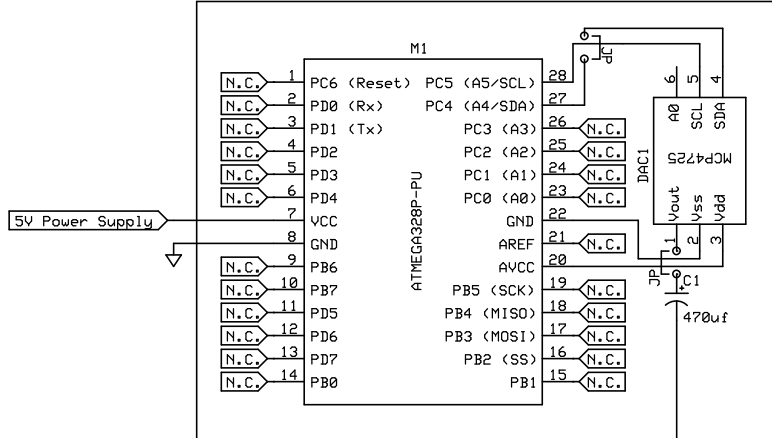 M1
N.C. 1 PC6 (Reset) PC5 (A5/SCL) 28
N.C. 2 PD0 (Rx) PC4 (A4/SDA) 27
N.C. 3 PD1 (Tx) PC3 (A3) 26 N.C.
N.C. 4 PD2 PC2 (A2) 25 N.C.
N.C. 5 PD3 PC1 (A1) 24 N.C.
N.C. 6 PD4 PC0 (A0) 23 N.C.
5V Power Supply 7 VCC GND 22
8 GND AREF 21 N.C.
N.C. 9 PB6 AVCC 20
N.C. 10 PB7 PB5 (SCK) 19 N.C.
N.C. 11 PD5 PB4 (MISO) 18 N.C.
N.C. 12 PD6 PB3 (MOSI) 17 N.C.
N.C. 13 PD7 PB2 (SS) 16 N.C.
N.C. 14 PB0 PB1 15 N.C.
ATMEGA328P-PU
JP
6 5 4
A0 SCL SDA
DAC1
MCP4725
Vout Vss Vdd
1 2 3
JP
C1
+
470uf